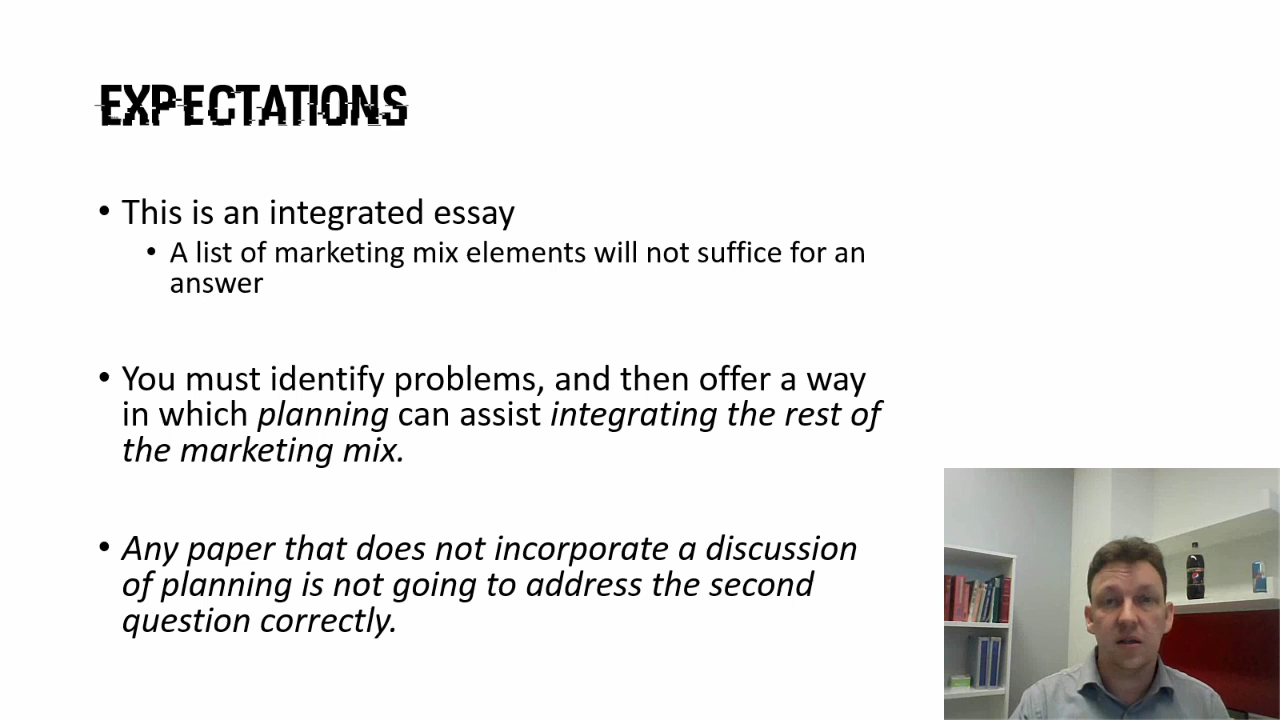 EXPECTATIONS
• This is an integrated essay
• A list of marketing mix elements will not suffice for an
answer
• You must identify problems, and then offer a way
in which planning can assist integrating the rest of
the marketing mix.
• Any paper that does not incorporate a discussion
of planning is not going to address the second
question correctly.